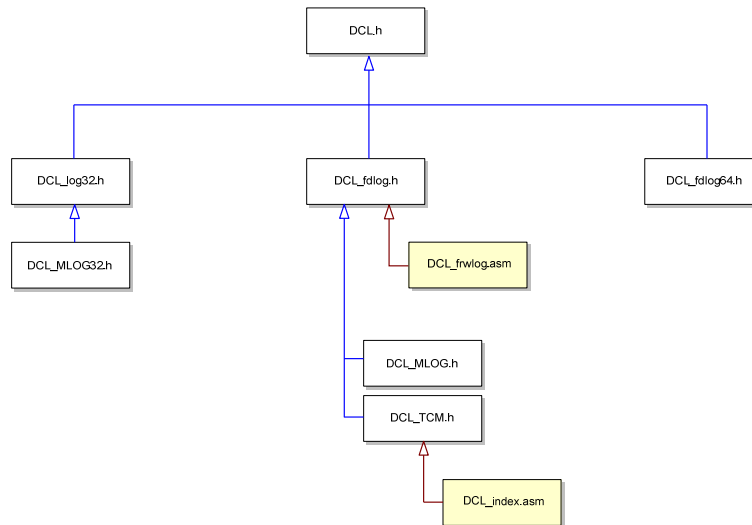 DCL.h
DCL_log32.h
DCL_fdlog.h
DCL_fdlog64.h
DCL_MLOG32.h
DCL_frwlog.asm
DCL_MLOG.h
DCL_TCM.h
DCL_index.asm